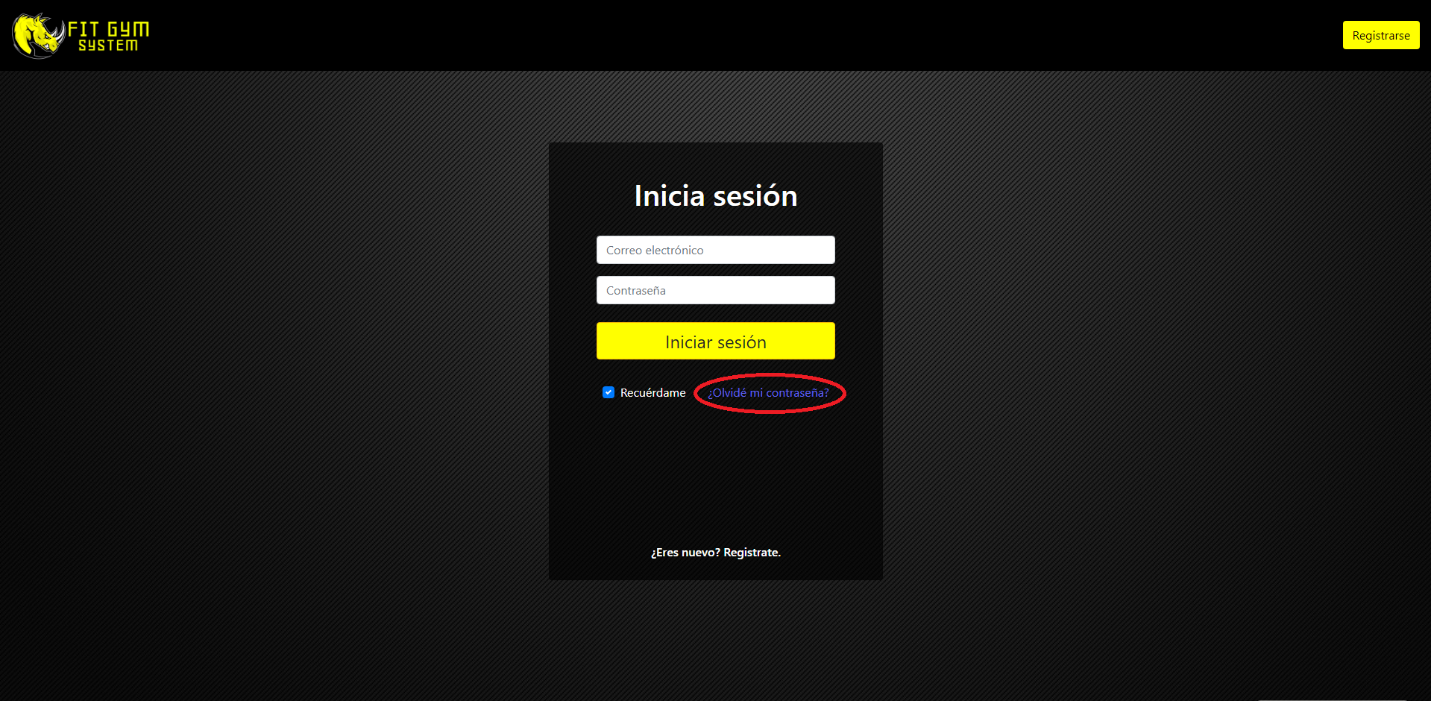 FIT GYM
SYSTEM
Registrarse
Inicia sesión
Correo electrónico
Contraseña
Iniciar sesión
Recuérdame ¿Olvidé mi contraseña?
¿Eres nuevo? Registrate.